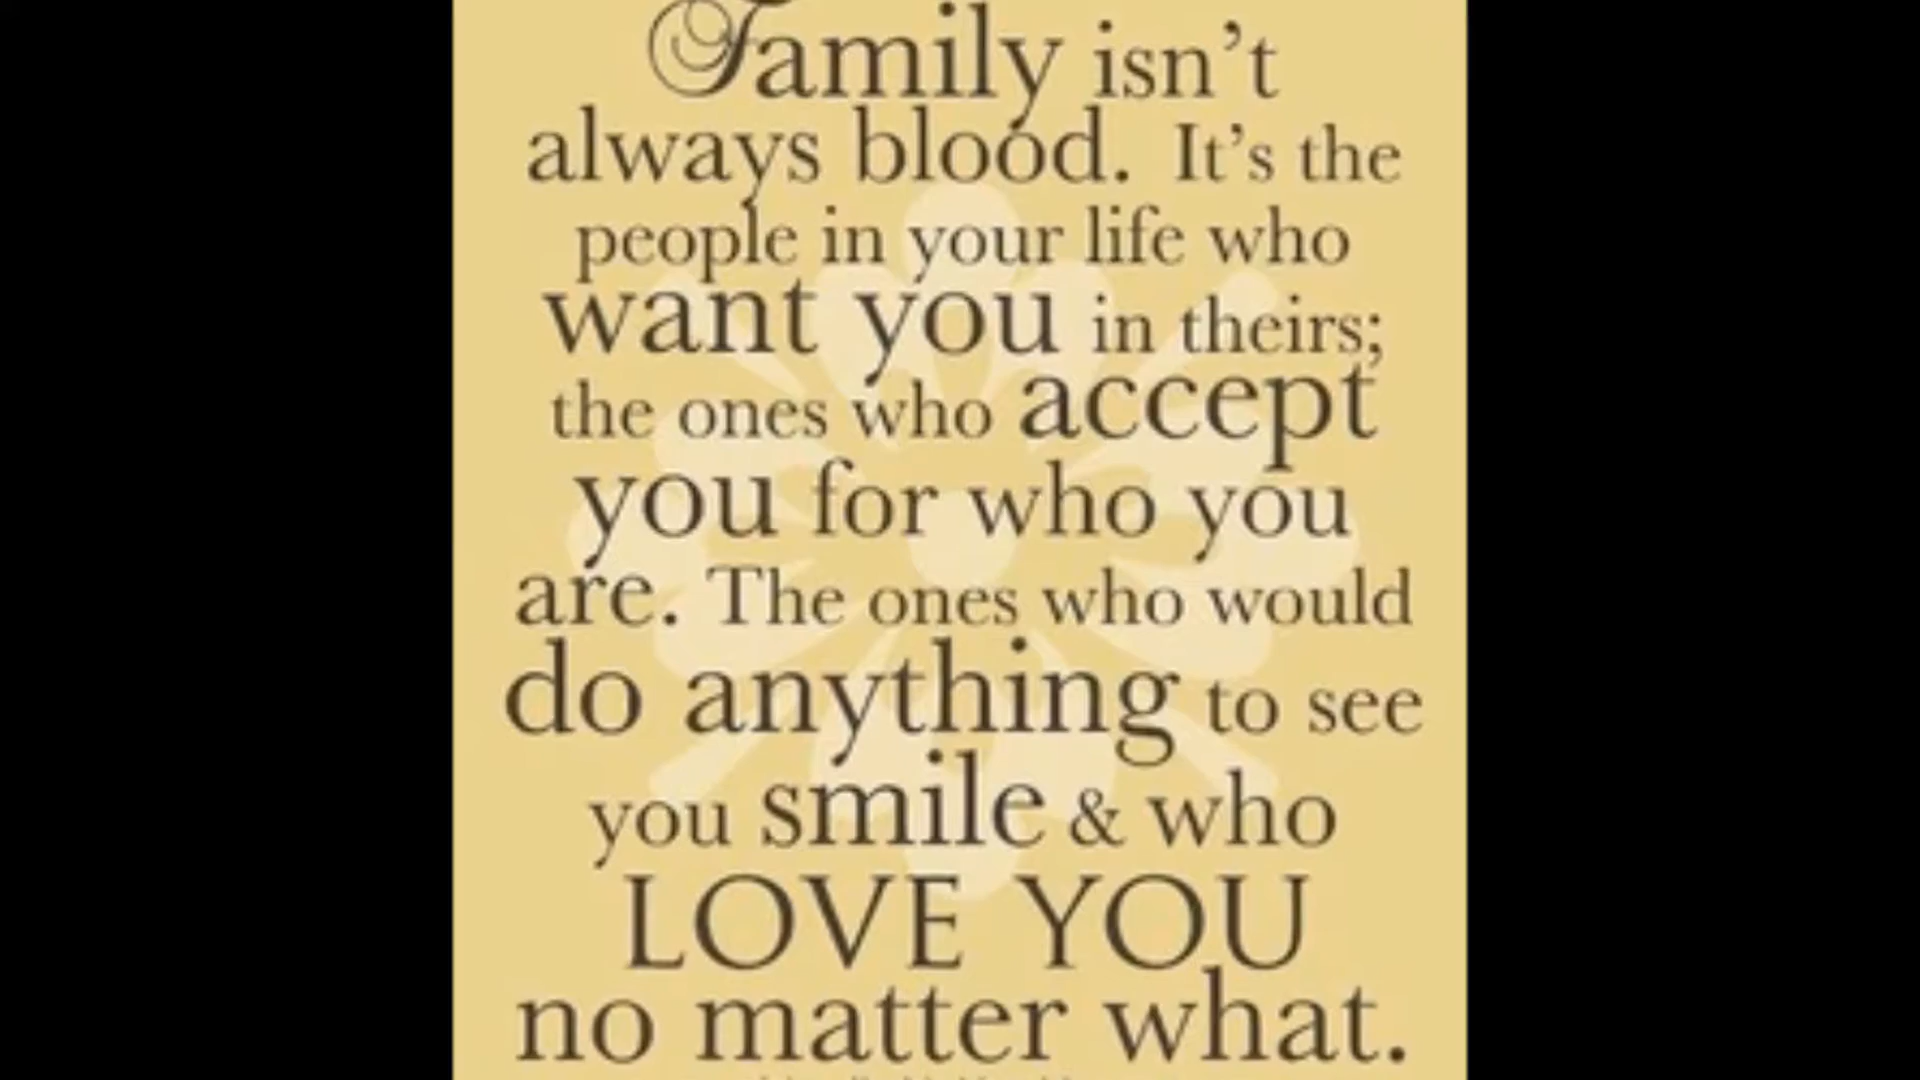 Family isn't
always blood. It's the
people in your life who
want you in theirs;
the ones who accept
you for who you
are. The ones who would
do anything to see
you smile & who
LOVE YOU
no matter what.